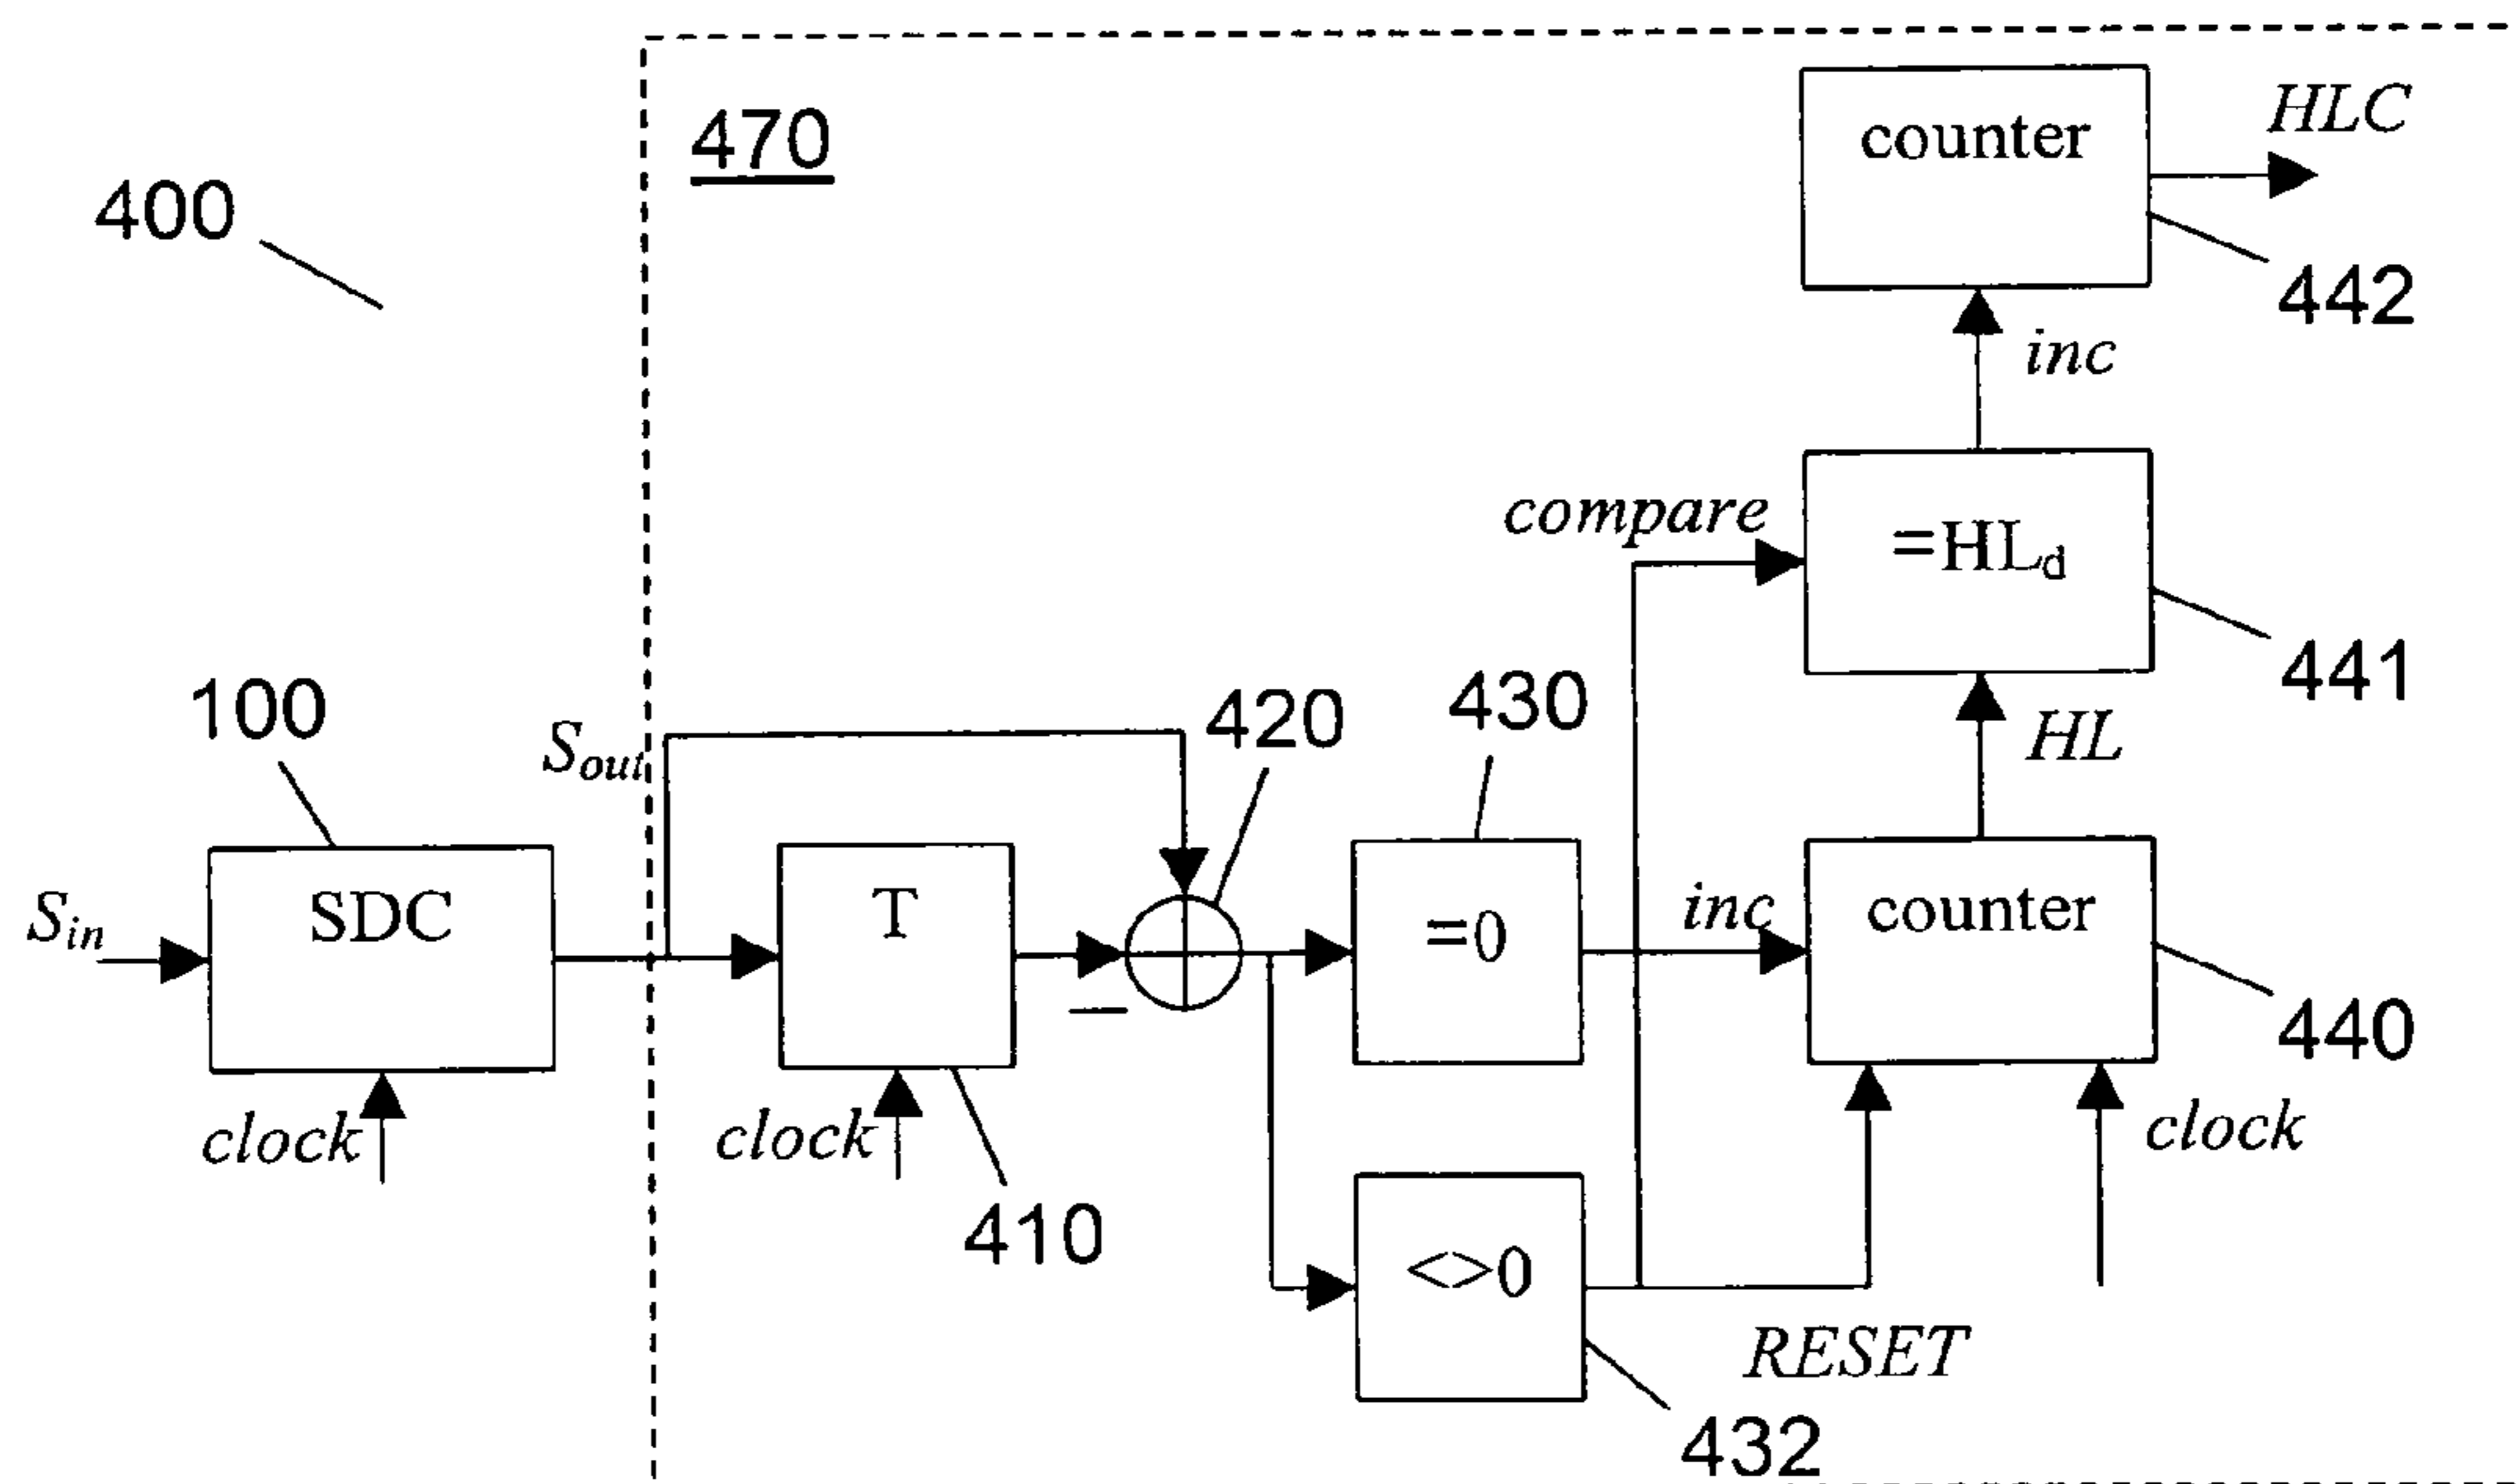 470
HLC
counter
400
442
inc
compare
=HLd
441
100
Sout
420
430
HL
Sin
SDC
T
=0
inc
counter
440
clock
clock
clock
410
<>0
RESET
432